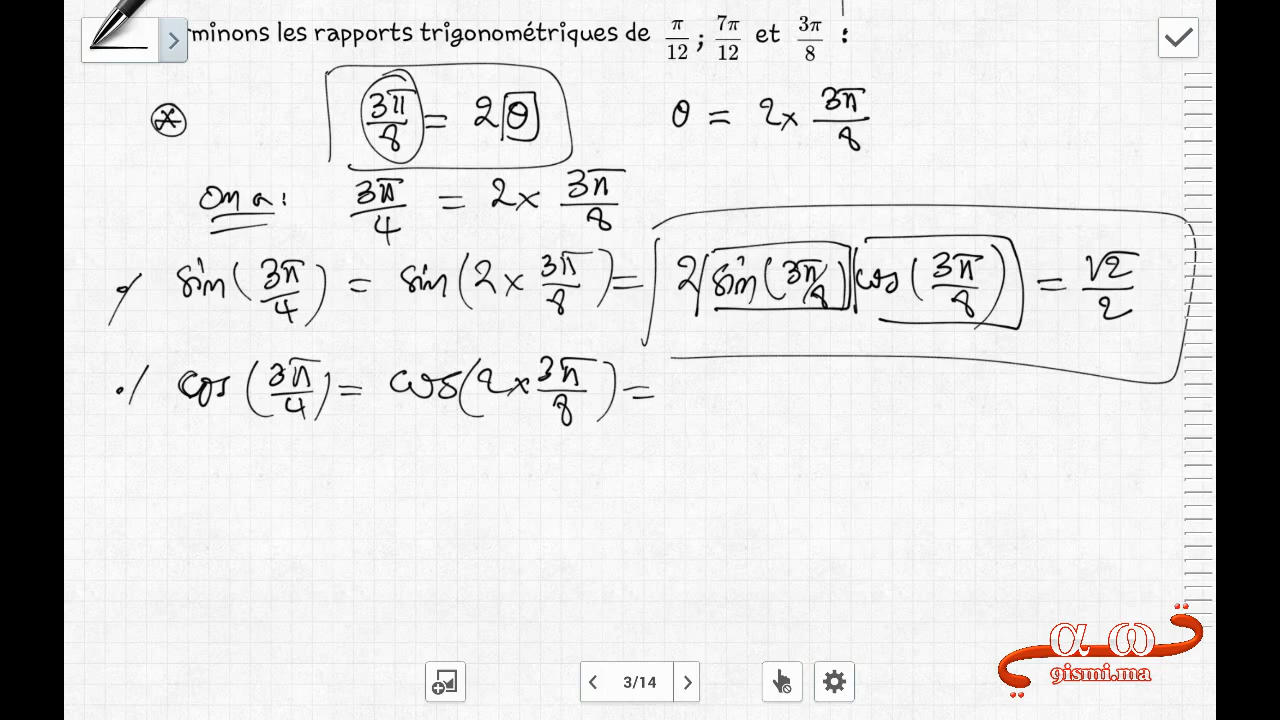 rminons les rapports trigonométriques de π/12 ; 7π/12 et 3π/8 :
3π/8 = 2θ θ = 2 × 3π/8
On a : 3π/4 = 2 × 3π/8
sin(3π/4) = sin(2 × 3π/8) = 2 sin(3π/8) cos(3π/8) = √2/2
./ cos(3π/4) = cos(2 × 3π/8) =
α ω
9ismi.ma
3/14